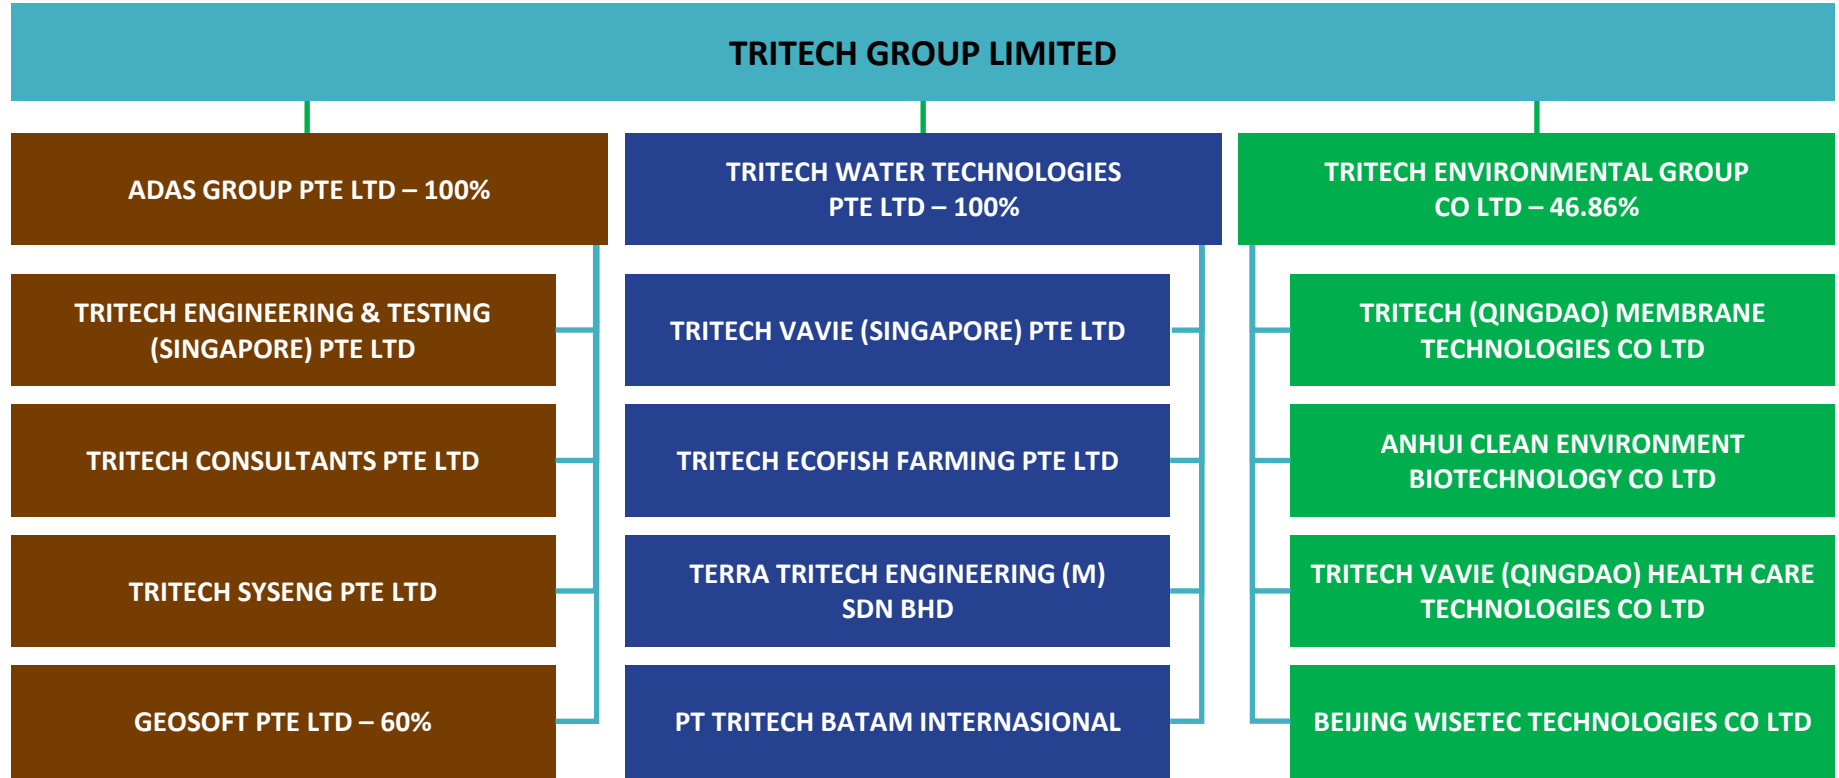 TRITECH GROUP LIMITED
ADAS GROUP PTE LTD – 100%
TRITECH ENGINEERING & TESTING
(SINGAPORE) PTE LTD
TRITECH CONSULTANTS PTE LTD
TRITECH SYSENG PTE LTD
GEOSOFT PTE LTD – 60%
TRITECH WATER TECHNOLOGIES
PTE LTD – 100%
TRITECH VAVIE (SINGAPORE) PTE LTD
TRITECH ECOFISH FARMING PTE LTD
TERRA TRITECH ENGINEERING (M)
SDN BHD
PT TRITECH BATAM INTERNASIONAL
TRITECH ENVIRONMENTAL GROUP
CO LTD – 46.86%
TRITECH (QINGDAO) MEMBRANE
TECHNOLOGIES CO LTD
ANHUI CLEAN ENVIRONMENT
BIOTECHNOLOGY CO LTD
TRITECH VAVIE (QINGDAO) HEALTH CARE
TECHNOLOGIES CO LTD
BEIJING WISETEC TECHNOLOGIES CO LTD